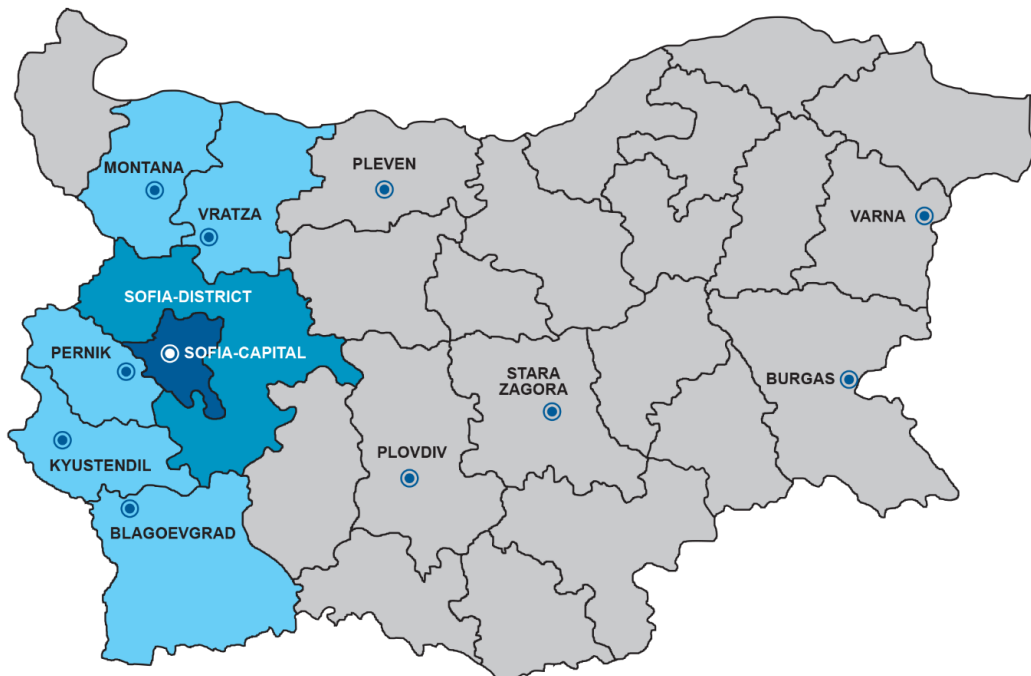 MONTANA
PLEVEN
VRATZA
VARNA
SOFIA-DISTRICT
PERNIK
SOFIA-CAPITAL
STARA
ZAGORA
BURGAS
KYUSTENDIL
PLOVDIV
BLAGOEVGRAD